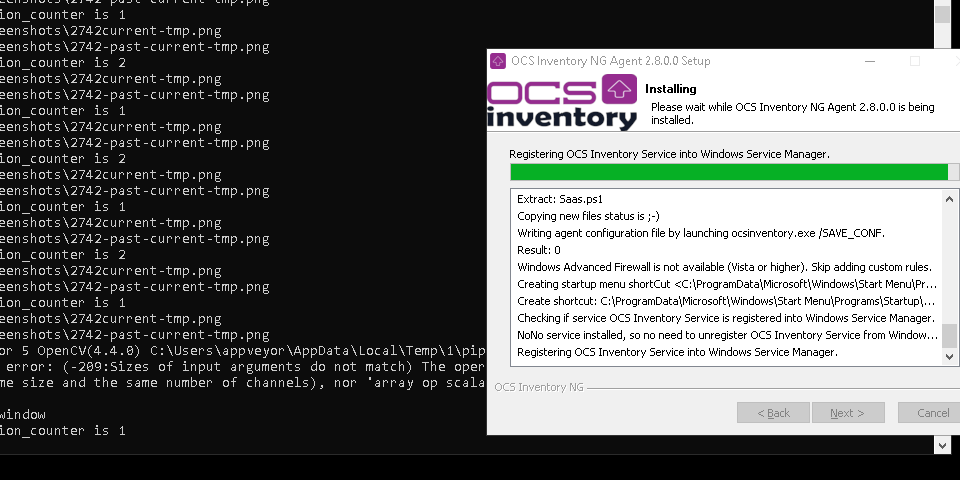 eenshots\2742-past-current-tmp.png
ion_counter is 1
eenshots\2742current-tmp.png
eenshots\2742-past-current-tmp.png
ion_counter is 2
eenshots\2742current-tmp.png
eenshots\2742-past-current-tmp.png
ion_counter is 1
eenshots\2742current-tmp.png
eenshots\2742-past-current-tmp.png
ion_counter is 2
eenshots\2742current-tmp.png
eenshots\2742-past-current-tmp.png
ion_counter is 1
eenshots\2742current-tmp.png
eenshots\2742-past-current-tmp.png
ion_counter is 2
eenshots\2742current-tmp.png
eenshots\2742-past-current-tmp.png
ion_counter is 1
eenshots\2742current-tmp.png
eenshots\2742-past-current-tmp.png
or 5 OpenCV(4.4.0) C:\Users\appveyor\AppData\Local\Temp\1\pip
error: (-209:Sizes of input arguments do not match) The oper
me size and the same number of channels), nor 'array op scala
window
ion_counter is 1
OCS Inventory NG Agent 2.8.0.0 Setup
OCS
inventory
Installing
Please wait while OCS Inventory NG Agent 2.8.0.0 is being
installed.
Registering OCS Inventory Service into Windows Service Manager.
Extract: Saas.ps1
Copying new files status is ;-)
Writing agent configuration file by launching ocsinventory.exe /SAVE_CONF.
Result: 0
Windows Advanced Firewall is not available (Vista or higher). Skip adding custom rules.
Creating startup menu shortCut <C:\ProgramData\Microsoft\Windows\Start Menu\Pr...
Create shortcut: C:\ProgramData\Microsoft\Windows\Start Menu\Programs\Startup\...
Checking if service OCS Inventory Service is registered into Windows Service Manager.
NoNo service installed, so no need to unregister OCS Inventory Service from Window...
Registering OCS Inventory Service into Windows Service Manager.
OCS Inventory NG
< Back
Next >
Cancel